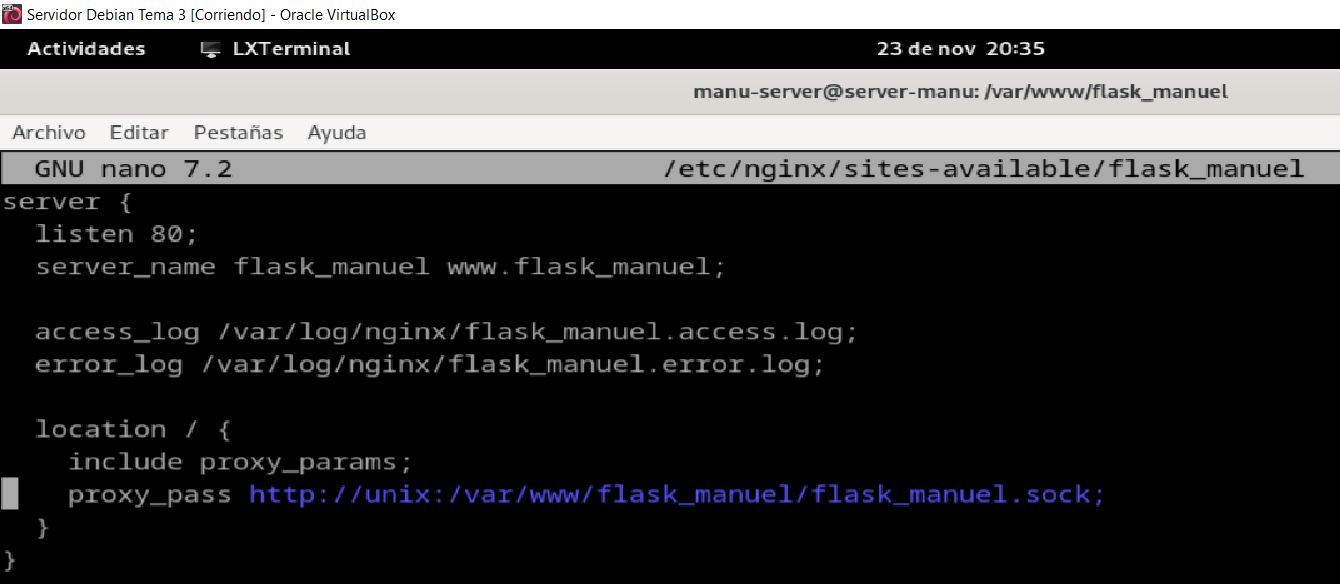 Servidor Debian Tema 3 [Corriendo] - Oracle VirtualBox
Actividades LXTerminal 23 de nov 20:35
manu-server@server-manu: /var/www/flask_manuel
Archivo Editar Pestañas Ayuda
GNU nano 7.2 /etc/nginx/sites-available/flask_manuel
server {
  listen 80;
  server_name flask_manuel www.flask_manuel;

  access_log /var/log/nginx/flask_manuel.access.log;
  error_log /var/log/nginx/flask_manuel.error.log;

  location / {
    include proxy_params;
    proxy_pass http://unix:/var/www/flask_manuel/flask_manuel.sock;
  }
}